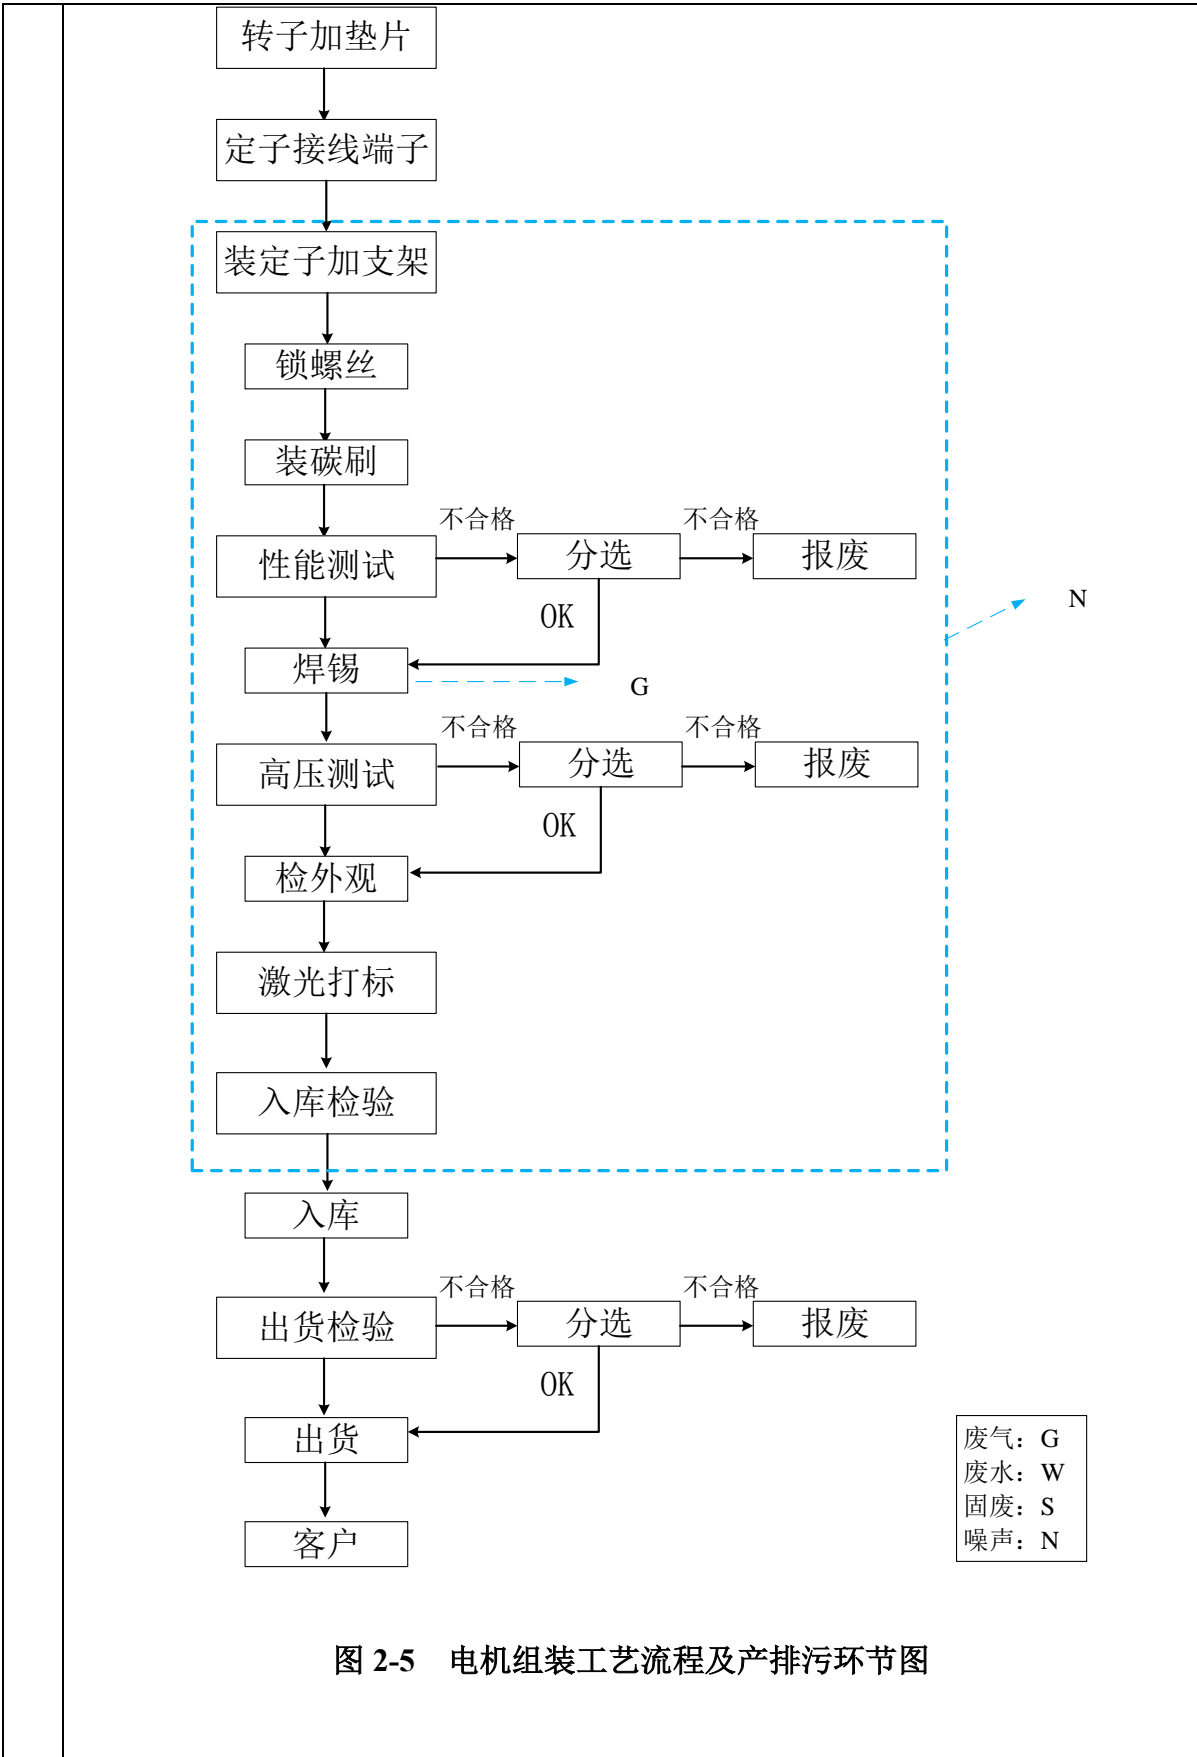 转子加垫片
定子接线端子
装定子加支架
锁螺丝
装碳刷
不合格
不合格
性能测试
分选
报废
OK
N
焊锡
G
不合格
不合格
高压测试
分选
报废
OK
检外观
激光打标
入库检验
入库
不合格
不合格
出货检验
分选
报废
OK
出货
客户
废气：G
废水：W
固废：S
噪声：N
图 2-5 电机组装工艺流程及产排污环节图